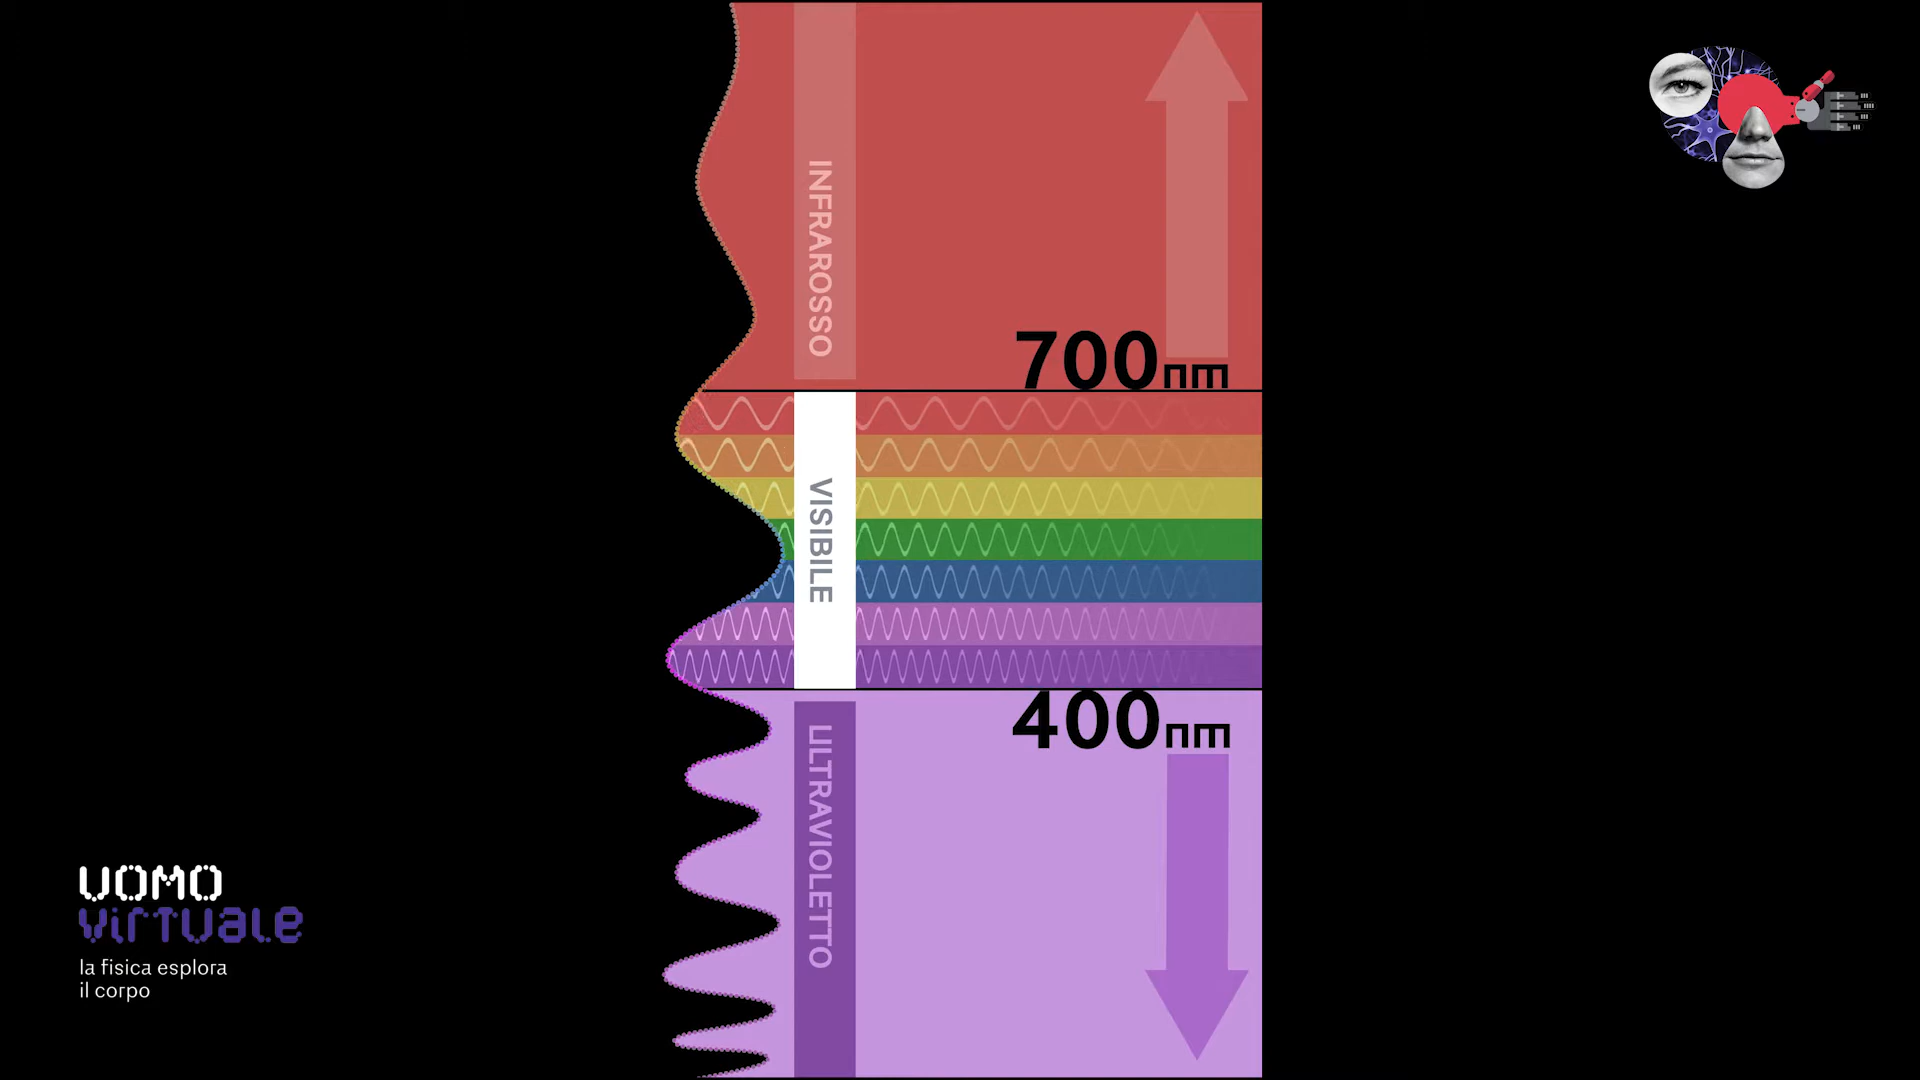 INFRAROSSO
700nm
VISIBILE
400nm
ULTRAVIOLETTO
UOMO
virtuale
la fisica esplora
il corpo